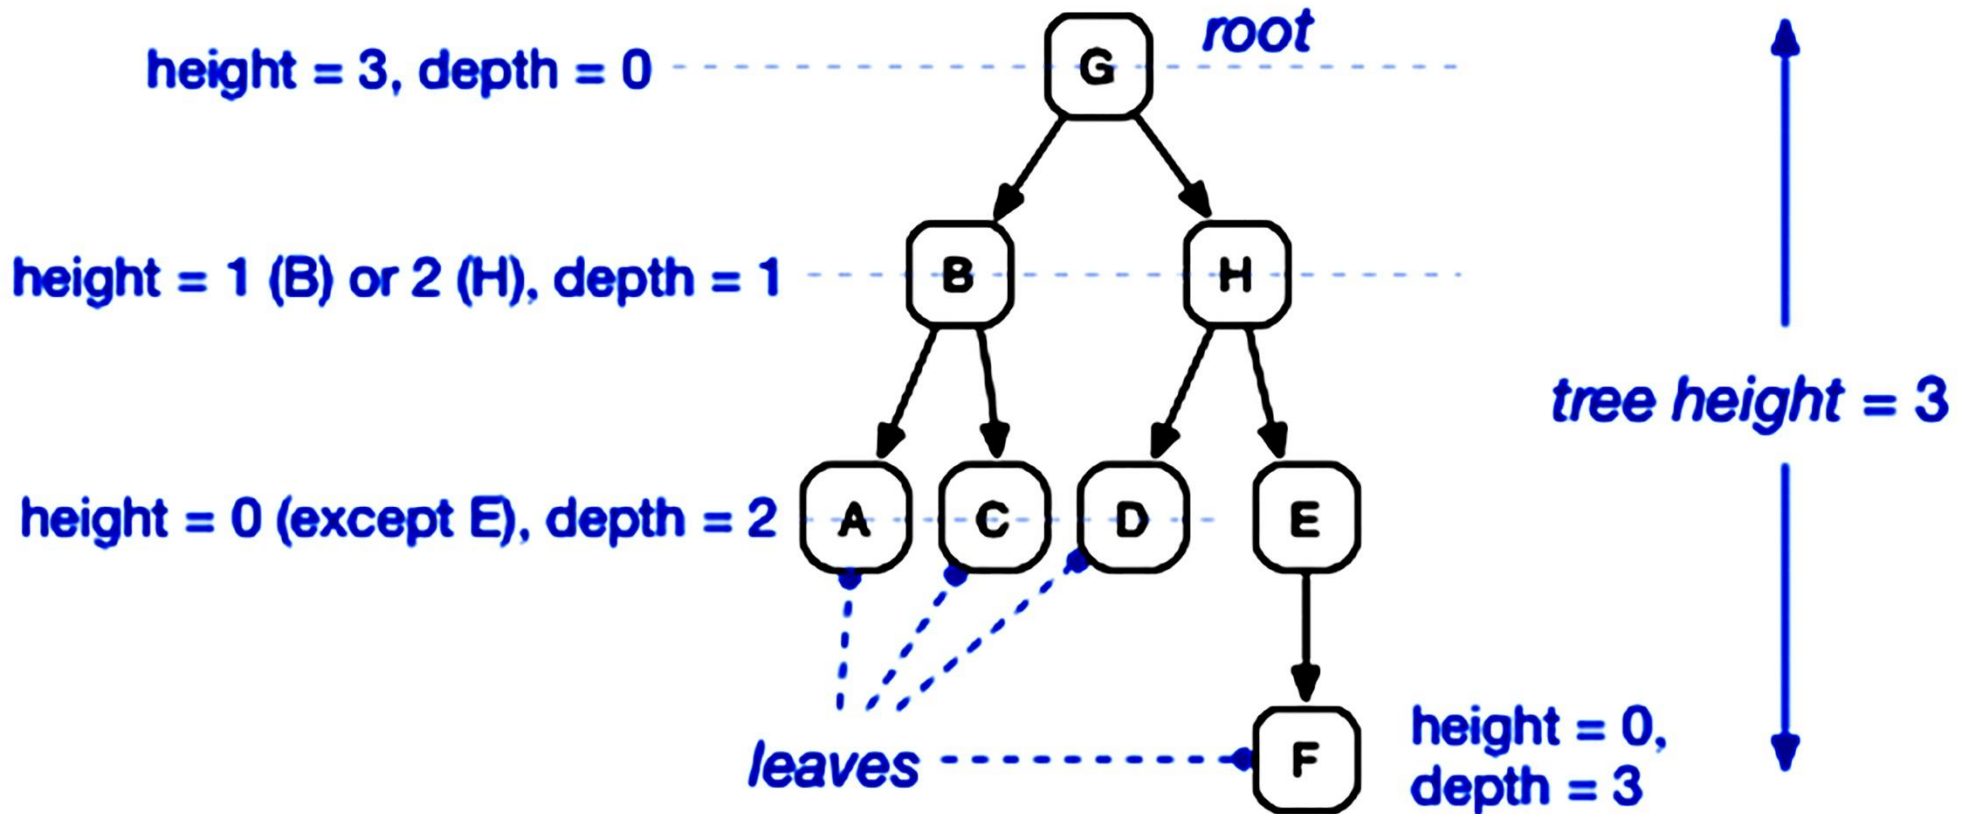 root
height = 3, depth = 0
G
height = 1 (B) or 2 (H), depth = 1
B
H
tree height = 3
height = 0 (except E), depth = 2
A
C
D
E
leaves
F
height = 0,
depth = 3